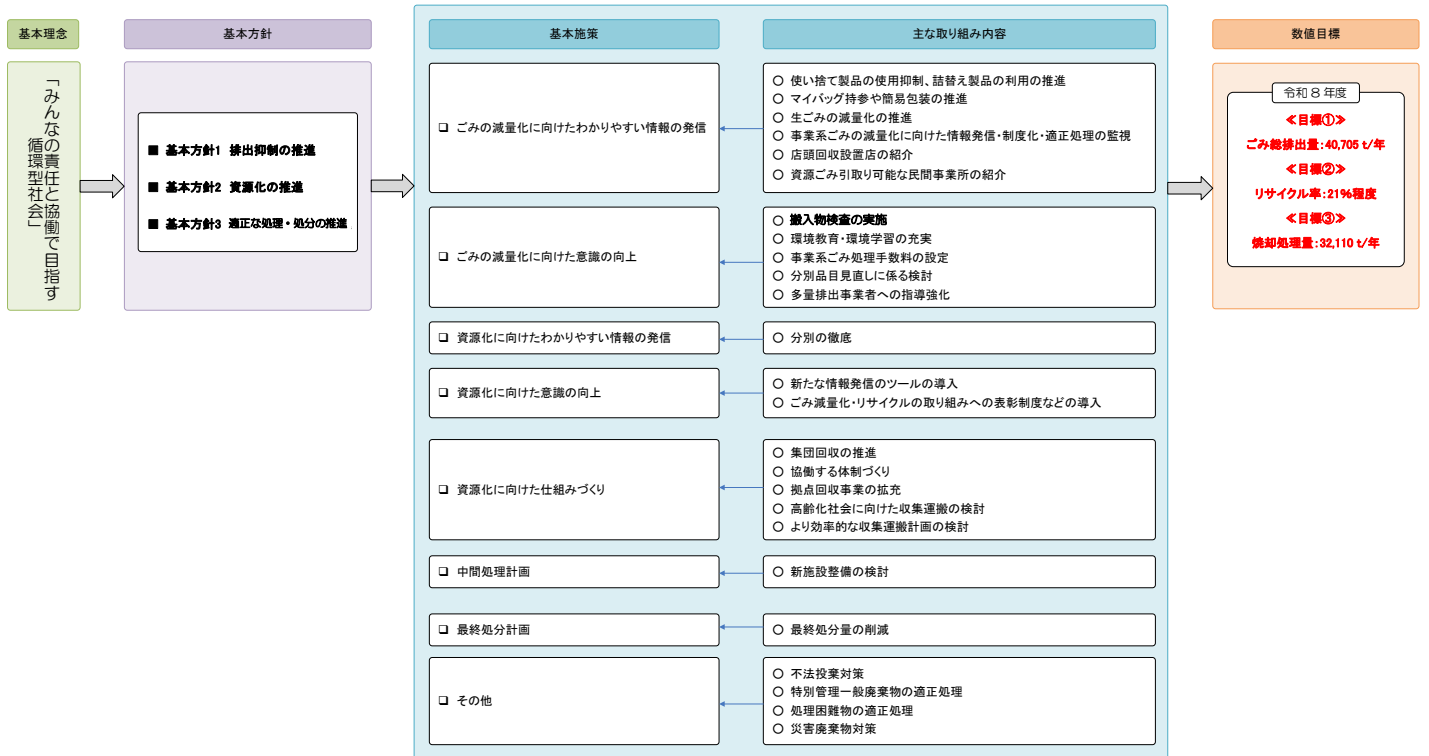 基本理念
「みんなの責任と協働で目指す
循環型社会」
基本方針
■ 基本方針1 排出抑制の推進
■ 基本方針2 資源化の推進
■ 基本方針3 適正な処理・処分の推進
基本施策
主な取り組み内容
❑ ごみの減量化に向けたわかりやすい情報の発信
○ 使い捨て製品の使用抑制、詰替え製品の利用の推進
○ マイバッグ持参や簡易包装の推進
○ 生ごみの減量化の推進
○ 事業系ごみの減量化に向けた情報発信・制度化・適正処理の監視
○ 店頭回収設置店の紹介
○ 資源ごみ引取り可能な民間事業所の紹介
❑ ごみの減量化に向けた意識の向上
○ 搬入物検査の実施
○ 環境教育・環境学習の充実
○ 事業系ごみ処理手数料の設定
○ 分別品目見直しに係る検討
○ 多量排出事業者への指導強化
❑ 資源化に向けたわかりやすい情報の発信
○ 分別の徹底
❑ 資源化に向けた意識の向上
○ 新たな情報発信のツールの導入
○ ごみ減量化・リサイクルの取り組みへの表彰制度などの導入
❑ 資源化に向けた仕組みづくり
○ 集団回収の推進
○ 協働する体制づくり
○ 拠点回収事業の拡充
○ 高齢化社会に向けた収集運搬の検討
○ より効率的な収集運搬計画の検討
❑ 中間処理計画
○ 新施設整備の検討
❑ 最終処分計画
○ 最終処分量の削減
❑ その他
○ 不法投棄対策
○ 特別管理一般廃棄物の適正処理
○ 処理困難物の適正処理
○ 災害廃棄物対策
数値目標
令和8年度
≪目標①≫
ごみ総排出量:40,705 t/年
≪目標②≫
リサイクル率:21%程度
≪目標③≫
焼却処理量:32,110 t/年